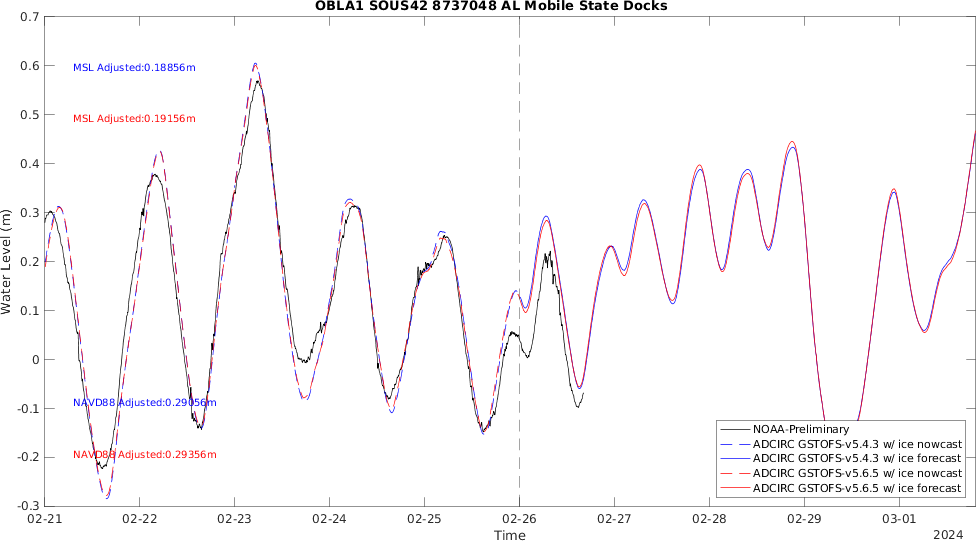 OBLA1 SOUS42 8737048 AL Mobile State Docks
0.7
0.6
0.5
0.4
0.3
0.2
0.1
0
-0.1
-0.2
-0.3
Water Level (m)
MSL Adjusted:0.18856m
MSL Adjusted:0.19156m
NAVD88 Adjusted:0.29056m
NAVD88 Adjusted:0.29356m
NOAA-Preliminary
ADCIRC GSTOFS-v5.4.3 w/ ice nowcast
ADCIRC GSTOFS-v5.4.3 w/ ice forecast
ADCIRC GSTOFS-v5.6.5 w/ ice nowcast
ADCIRC GSTOFS-v5.6.5 w/ ice forecast
02-21 02-22 02-23 02-24 02-25 02-26 02-27 02-28 02-29 03-01
Time
2024